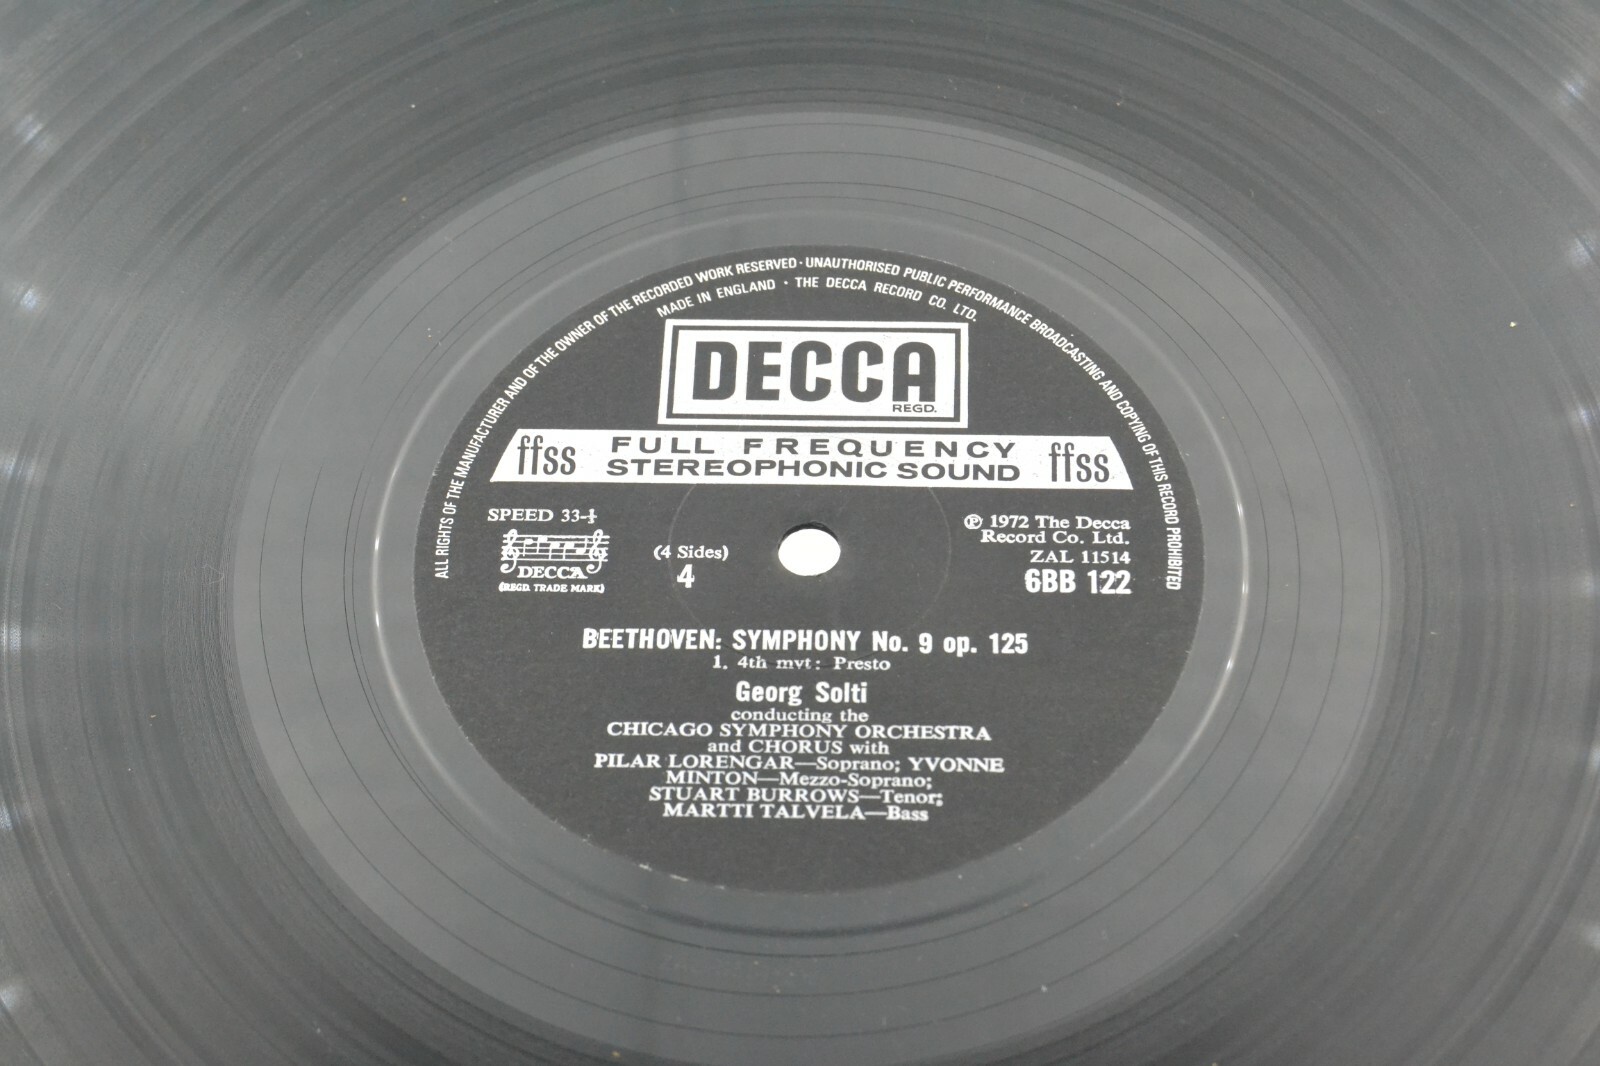 ALL RIGHTS OF THE MANUFACTURER AND OF THE OWNER OF THE RECORDED WORK RESERVED · UNAUTHORISED PUBLIC PERFORMANCE BROADCASTING AND COPYING OF THIS RECORD PROHIBITED
MADE IN ENGLAND · THE DECCA RECORD CO. LTD.
DECCA
REGD.
ffss FULL FREQUENCY ffss
STEREOPHONIC SOUND
SPEED 33⅓
DECCA
(REGD. TRADE MARK)
(4 Sides)
4
℗ 1972 The Decca
Record Co. Ltd.
ZAL 11514
6BB 122
BEETHOVEN: SYMPHONY No. 9 op. 125
1. 4th mvt: Presto
Georg Solti
conducting the
CHICAGO SYMPHONY ORCHESTRA
and CHORUS with
PILAR LORENGAR—Soprano; YVONNE
MINTON—Mezzo-Soprano;
STUART BURROWS—Tenor;
MARTTI TALVELA—Bass